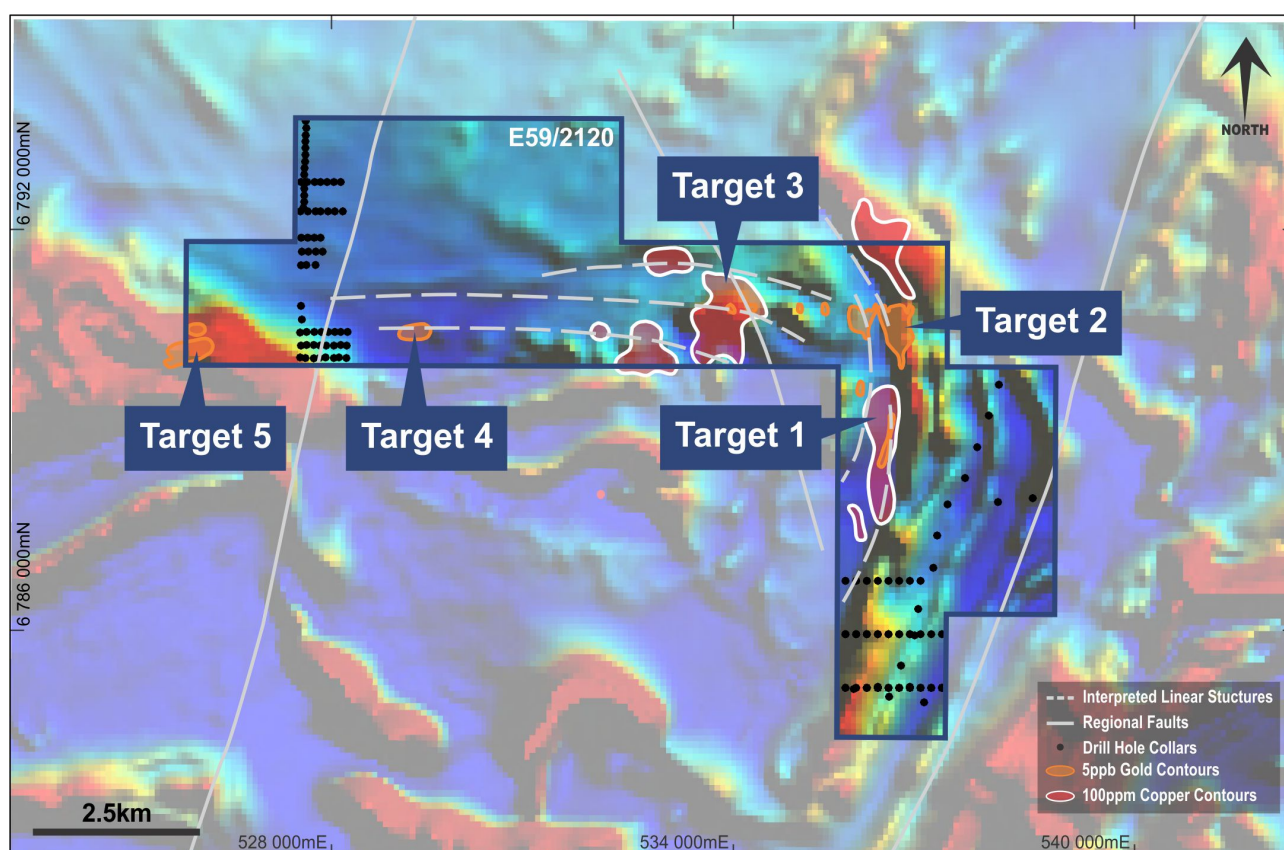 NORTH
6 792 000mN
E59/2120
Target 3
Target 2
Target 5
Target 4
Target 1
6 786 000mN
Interpreted Linear Stuctures
Regional Faults
Drill Hole Collars
5ppb Gold Contours
100ppm Copper Contours
2.5km
528 000mE
534 000mE
540 000mE